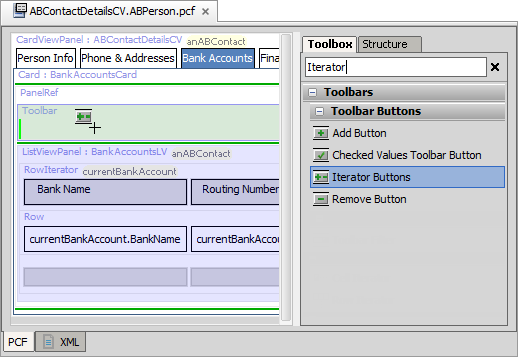 ABContactDetailsCV.ABPerson.pcf
CardViewPanel : ABContactDetailsCV anABContact
Person Info Phone & Addresses Bank Accounts Fina
Card : BankAccountsCard
PanelRef
Toolbar
ListViewPanel : BankAccountsLV anABContact
RowIterator currentBankAccount
Bank Name Routing Number
Row
currentBankAccount.BankName currentBankAccou
PCF XML
Toolbox Structure
Iterator
Toolbars
Toolbar Buttons
Add Button
Checked Values Toolbar Button
Iterator Buttons
Remove Button